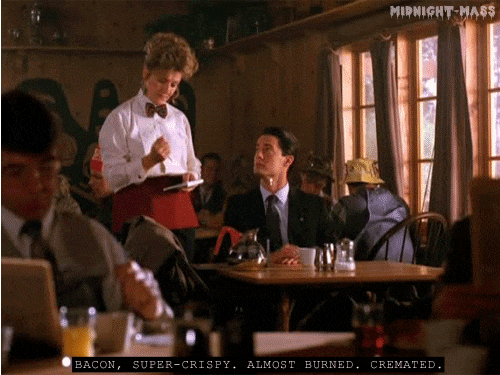 MIDNIGHT-MASS
BACON, SUPER-CRISPY. ALMOST BURNED. CREMATED.